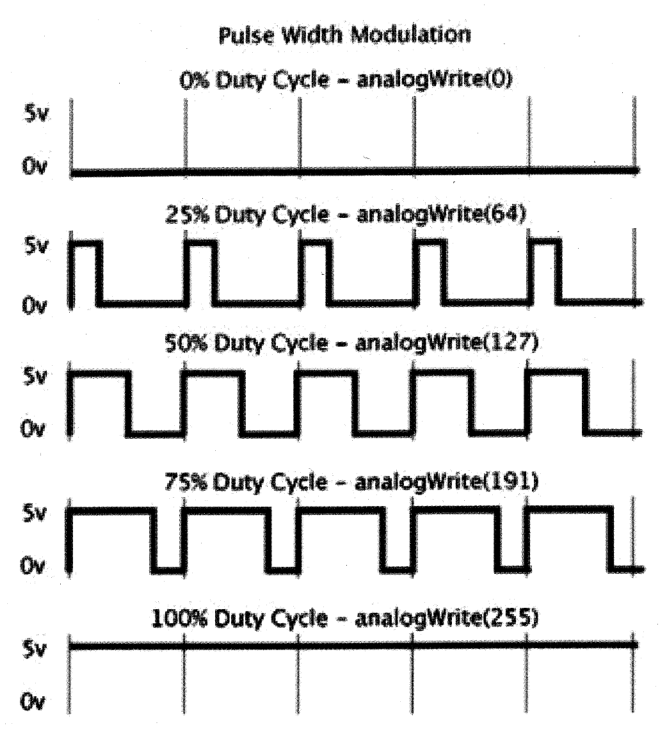 Pulse Width Modulation
0% Duty Cycle – analogWrite(0)
5v
0v
25% Duty Cycle – analogWrite(64)
5v
0v
50% Duty Cycle – analogWrite(127)
5v
0v
75% Duty Cycle – analogWrite(191)
5v
0v
100% Duty Cycle – analogWrite(255)
5v
0v